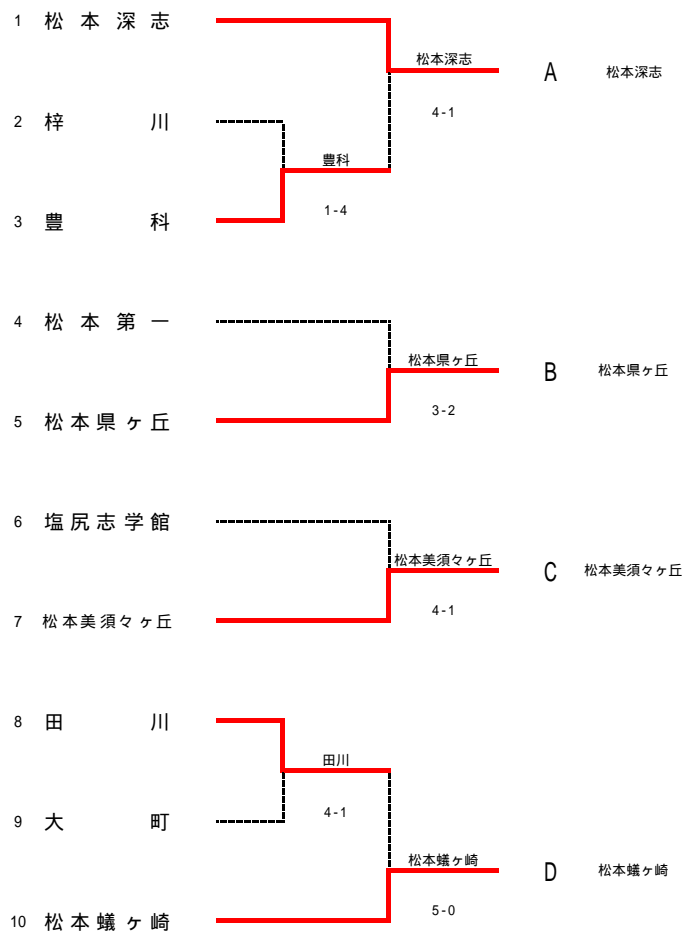 1 松本深志
松本深志
A 松本深志
4-1
2 梓川
豊科
1-4
3 豊科
4 松本第一
松本県ヶ丘
B 松本県ヶ丘
3-2
5 松本県ヶ丘
6 塩尻志学館
松本美須々ヶ丘
C 松本美須々ヶ丘
4-1
7 松本美須々ヶ丘
8 田川
田川
4-1
9 大町
松本蟻ヶ崎
D 松本蟻ヶ崎
5-0
10 松本蟻ヶ崎